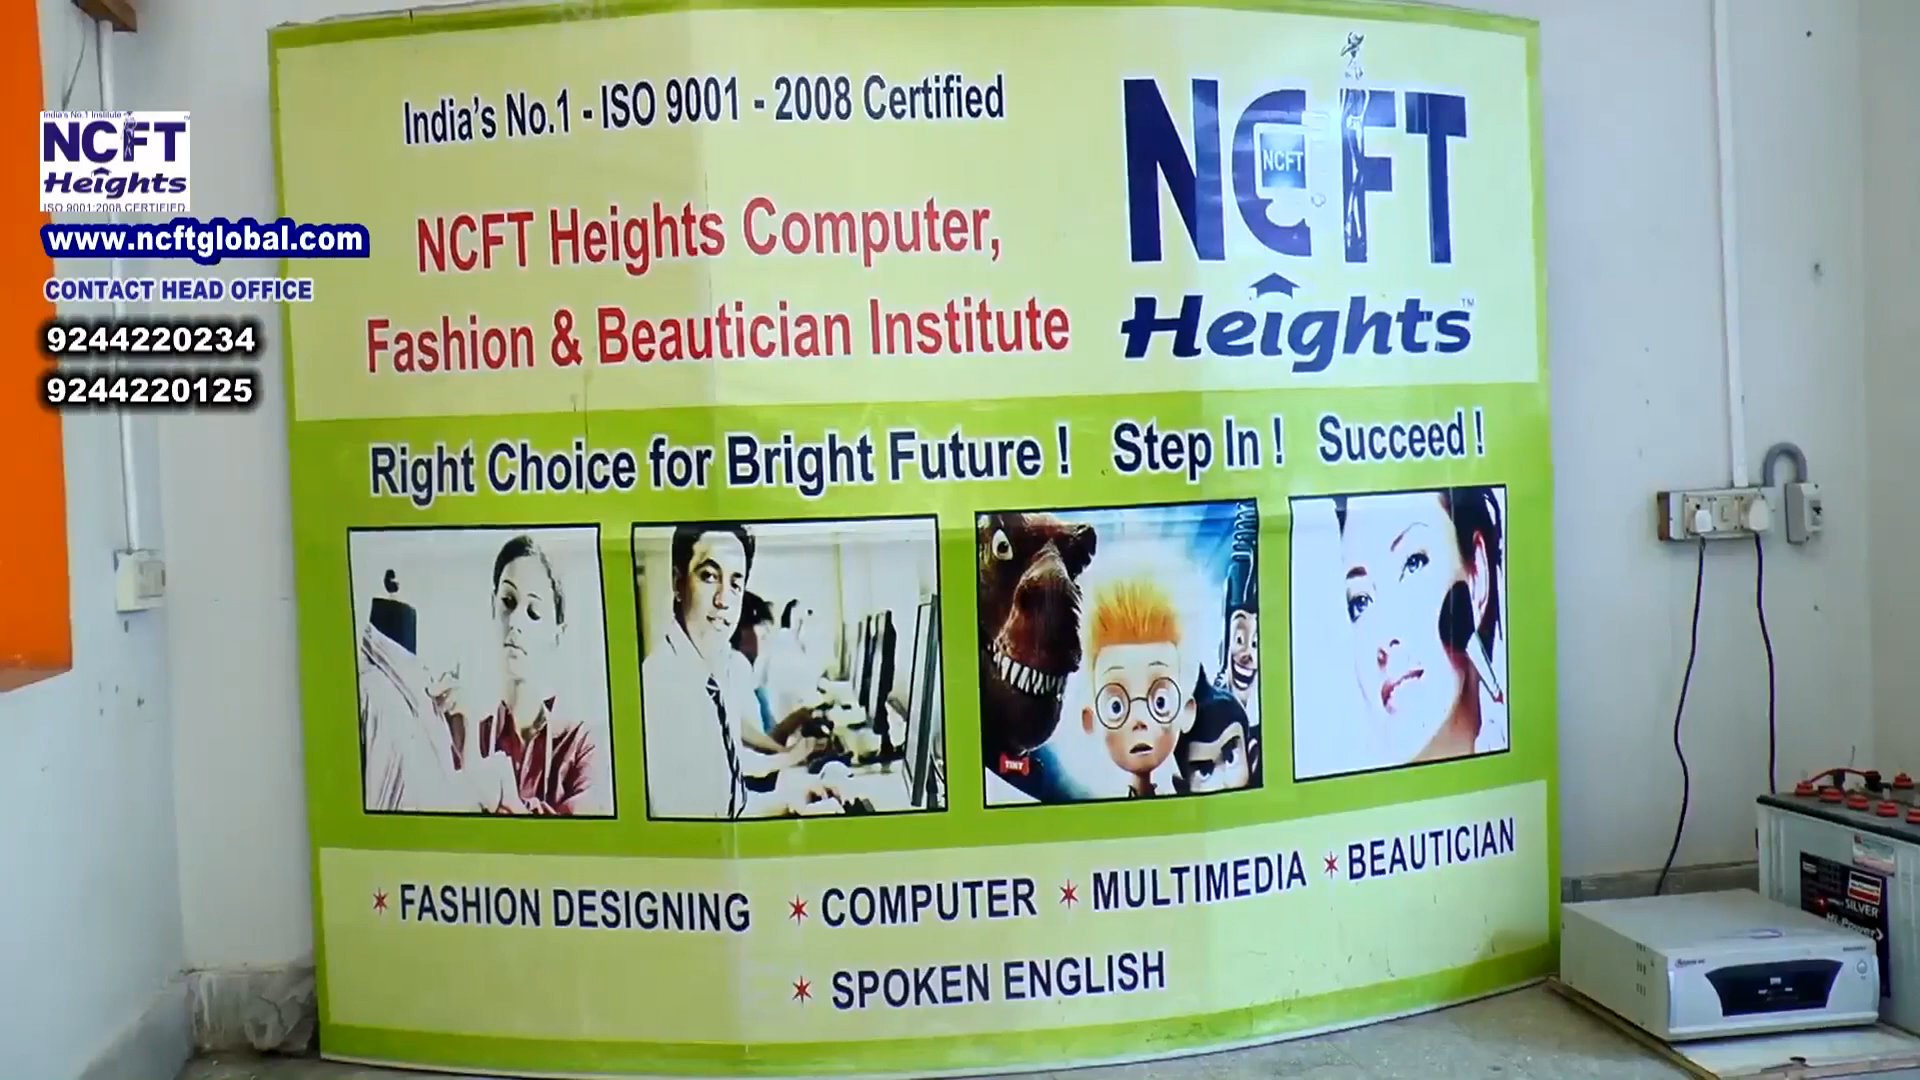 India's No.1 Institute
NCFT
Heights
ISO 9001:2008 CERTIFIED
www.ncftglobal.com
CONTACT HEAD OFFICE
9244220234
9244220125
India's No.1 - ISO 9001 - 2008 Certified
NCFT Heights Computer,
Fashion & Beautician Institute
NCFT
NCFT
Heights™
Right Choice for Bright Future ! Step In ! Succeed !
TINY
* FASHION DESIGNING * COMPUTER * MULTIMEDIA * BEAUTICIAN
* SPOKEN ENGLISH
SILVER